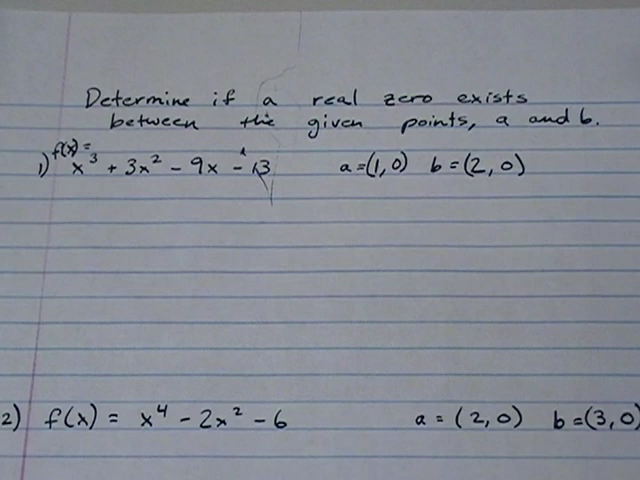 Determine if a real zero exists
between the given points, a and b.
f(x) =
1) x³ + 3x² - 9x - 13 a=(1,0) b=(2,0)
2) f(x) = x⁴ - 2x² - 6 a = (2,0) b=(3,0)